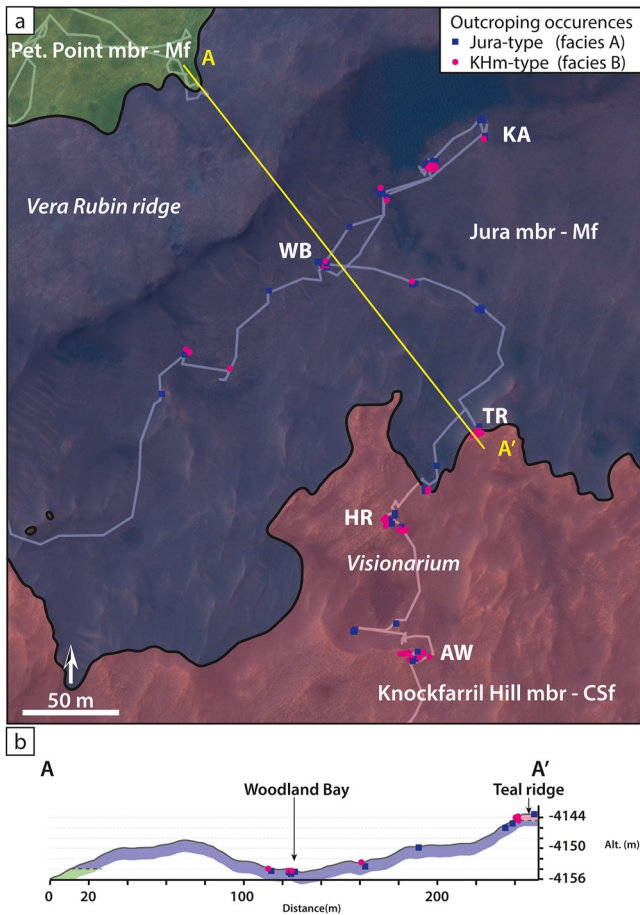 a
Outcroping occurences
Jura-type (facies A)
KHm-type (facies B)
Pet. Point mbr - Mf
A
KA
Vera Rubin ridge
Jura mbr - Mf
WB
TR
A'
HR
Visionarium
AW
50 m
Knockfarril Hill mbr - CSf
b
A
A'
Woodland Bay
Teal ridge
-4144
Alt. (m)
-4150
-4156
0 20 100 200
Distance(m)